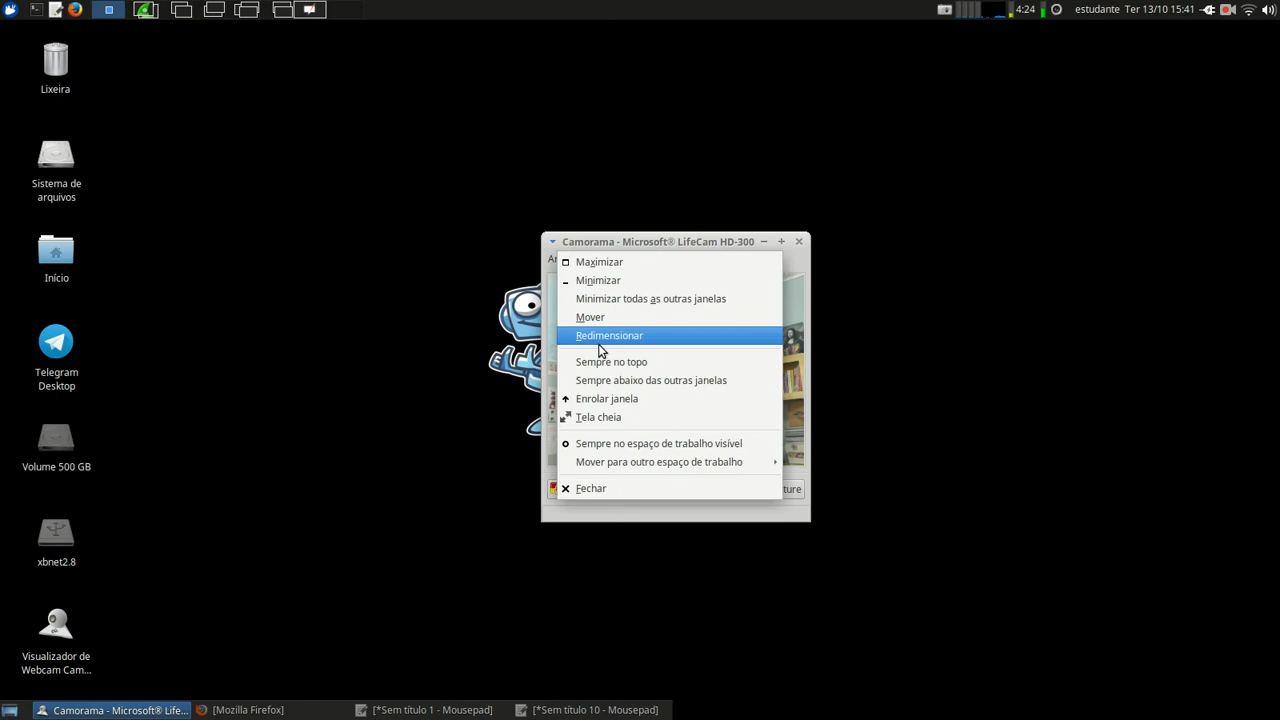 4:24
estudante Ter 13/10 15:41
Lixeira
Sistema de
arquivos
Início
Telegram
Desktop
Volume 500 GB
xbnet2.8
Visualizador de
Webcam Cam...
Camorama - Microsoft® LifeCam HD-300
Maximizar
Minimizar
Minimizar todas as outras janelas
Mover
Redimensionar
Sempre no topo
Sempre abaixo das outras janelas
Enrolar janela
Tela cheia
Sempre no espaço de trabalho visível
Mover para outro espaço de trabalho
Fechar
ture
Camorama - Microsoft® Life...
[Mozilla Firefox]
[*Sem título 1 - Mousepad]
[*Sem título 10 - Mousepad]